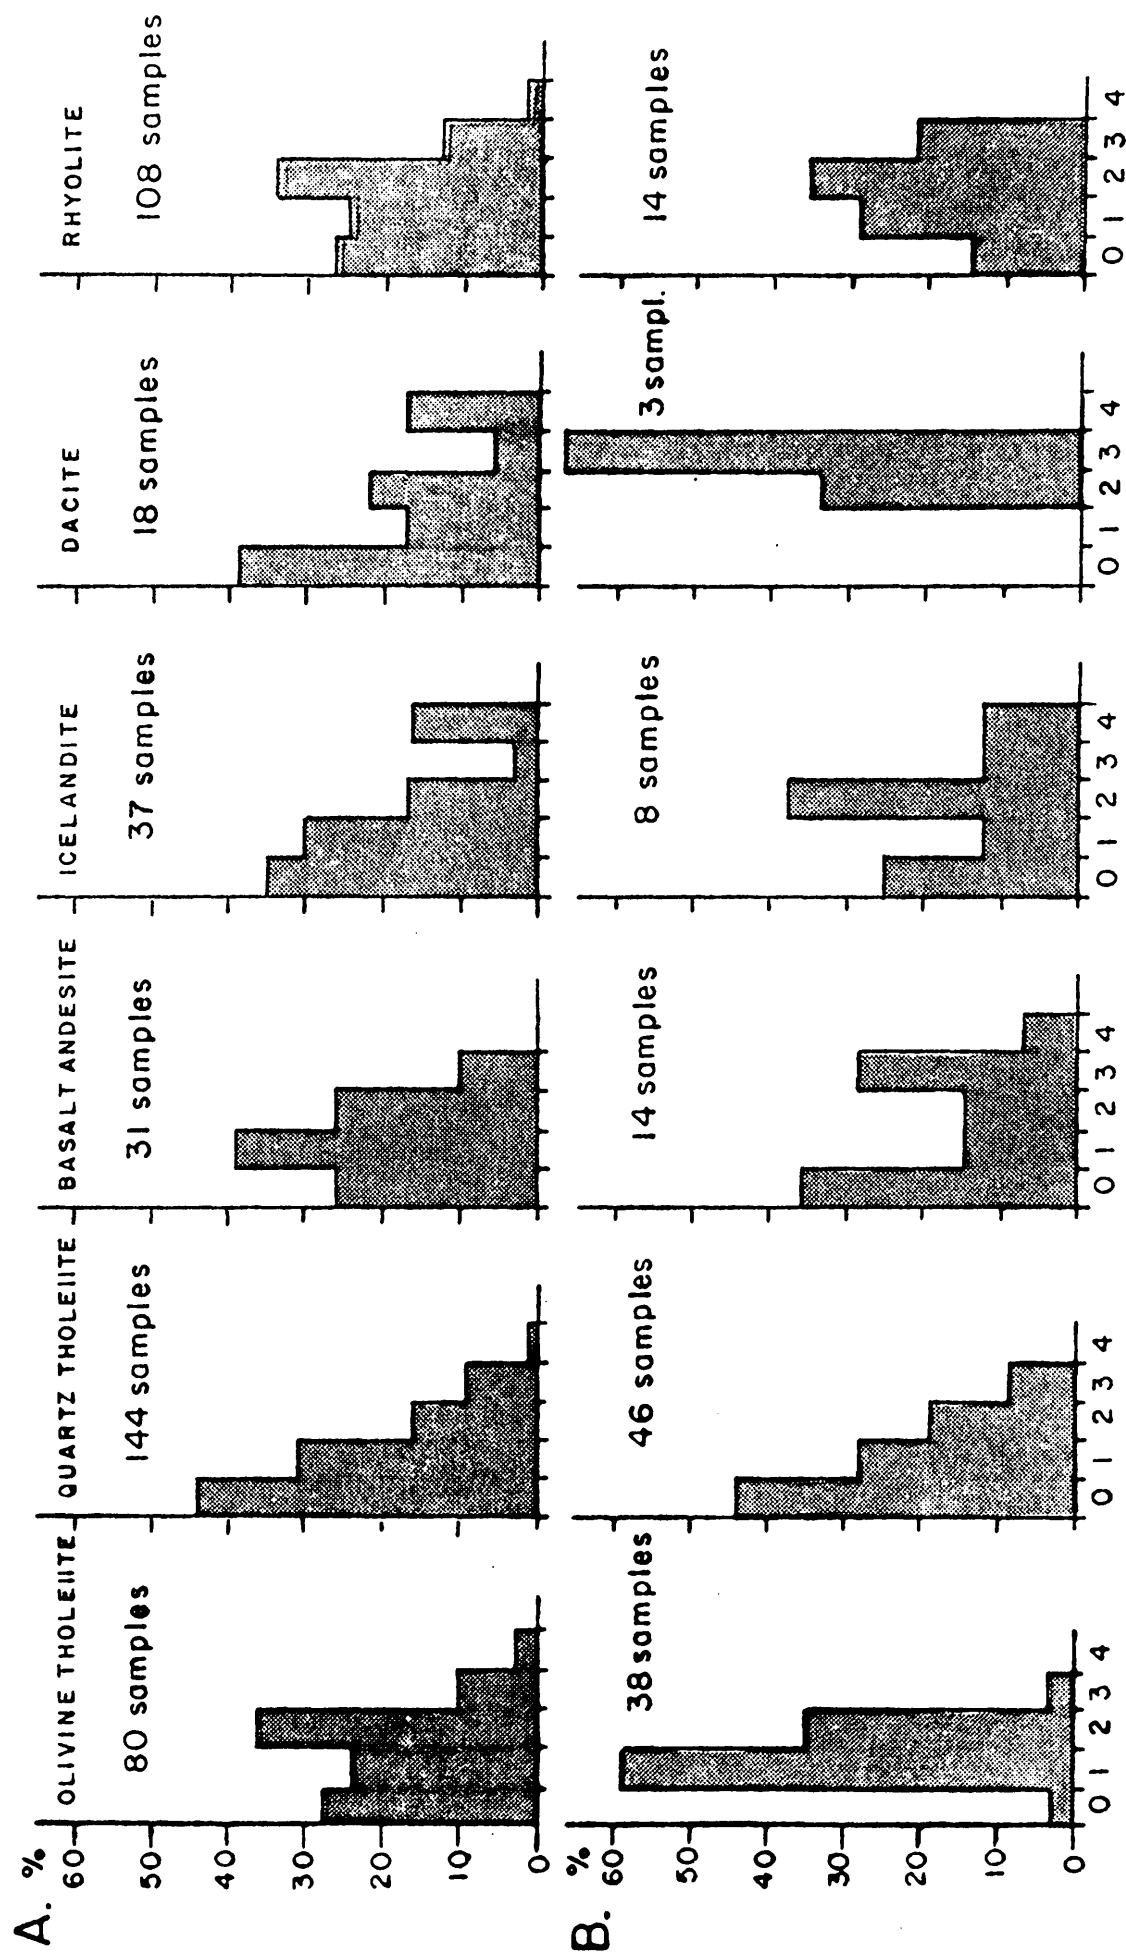 A.
%
60
50
40
30
20
10
0
OLIVINE THOLEIITE
80 samples
QUARTZ THOLEIITE
144 samples
BASALT ANDESITE
31 samples
ICELANDITE
37 samples
DACITE
18 samples
RHYOLITE
108 samples
B.
%
60
50
40
30
20
10
0
38 samples
46 samples
14 samples
8 samples
3 sampl.
14 samples
0 1 2 3 4
0 1 2 3 4
0 1 2 3 4
0 1 2 3 4
0 1 2 3 4
0 1 2 3 4